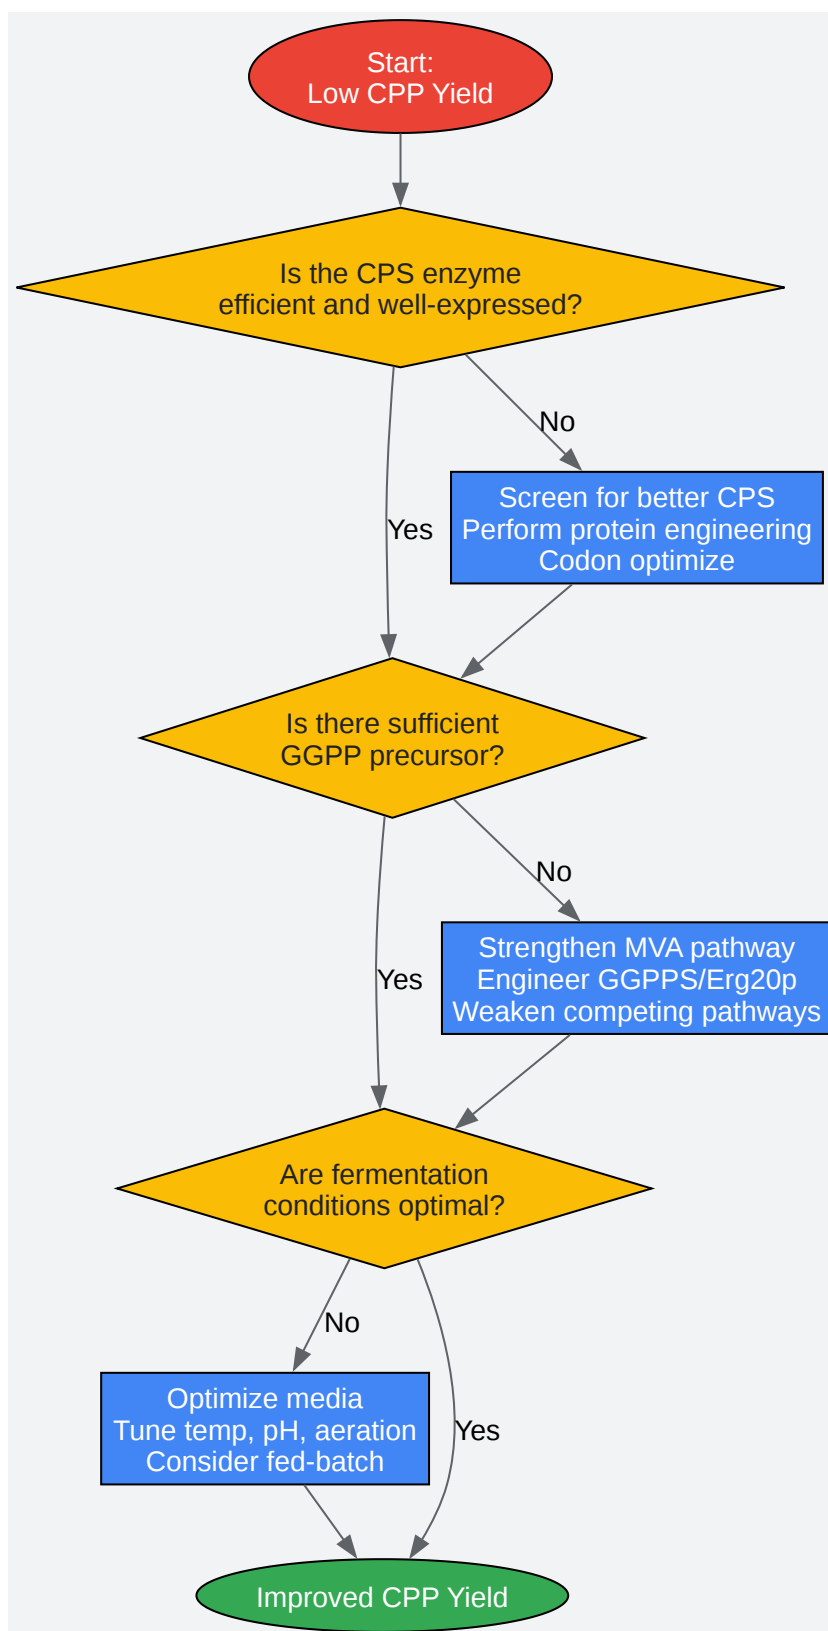 Start:
Low CPP Yield
Is the CPS enzyme
efficient and well-expressed?
No
Screen for better CPS
Perform protein engineering
Codon optimize
Yes
Is there sufficient
GGPP precursor?
No
Strengthen MVA pathway
Engineer GGPPS/Erg20p
Weaken competing pathways
Yes
Are fermentation
conditions optimal?
No
Optimize media
Tune temp, pH, aeration
Consider fed-batch
Yes
Improved CPP Yield